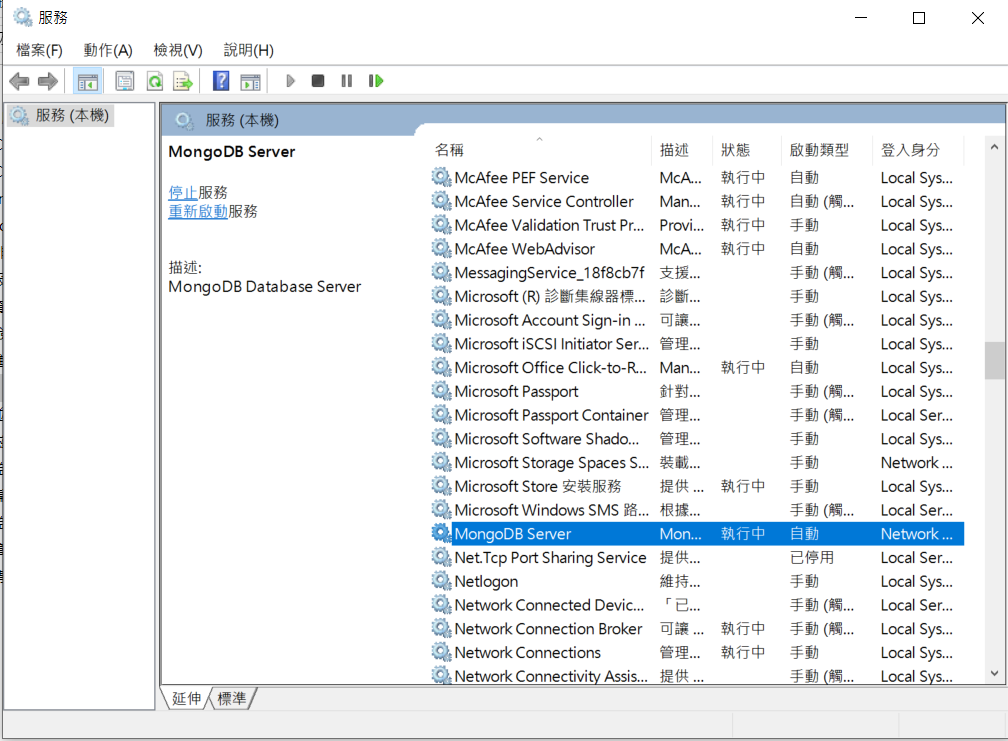 服務
檔案(F) 動作(A) 檢視(V) 說明(H)
服務 (本機)
服務 (本機)
MongoDB Server
停止服務
重新啟動服務
描述:
MongoDB Database Server
名稱 描述 狀態 啟動類型 登入身分
McAfee PEF Service McA... 執行中 自動 Local Sys...
McAfee Service Controller Man... 執行中 自動 (觸... Local Sys...
McAfee Validation Trust Pr... Provi... 執行中 手動 (觸... Local Sys...
McAfee WebAdvisor McA... 執行中 自動 Local Sys...
MessagingService_18f8cb7f 支援... 手動 (觸... Local Sys...
Microsoft (R) 診斷集線器標... 診斷... 手動 Local Sys...
Microsoft Account Sign-in ... 可讓... 手動 (觸... Local Sys...
Microsoft iSCSI Initiator Ser... 管理... 手動 Local Sys...
Microsoft Office Click-to-R... Man... 執行中 自動 Local Sys...
Microsoft Passport 針對... 手動 (觸... Local Sys...
Microsoft Passport Container 管理... 手動 (觸... Local Ser...
Microsoft Software Shado... 管理... 手動 Local Sys...
Microsoft Storage Spaces S... 裝載... 手動 Network ...
Microsoft Store 安裝服務 提供 ... 執行中 手動 Local Sys...
Microsoft Windows SMS 路... 根據... 手動 (觸... Local Ser...
MongoDB Server Mon... 執行中 自動 Network ...
Net.Tcp Port Sharing Service 提供... 已停用 Local Ser...
Netlogon 維持... 手動 Local Sys...
Network Connected Devic... 「已... 手動 (觸... Local Ser...
Network Connection Broker 可讓 ... 執行中 手動 (觸... Local Sys...
Network Connections 管理... 執行中 手動 Local Sys...
Network Connectivity Assis... 提供 ... 手動 (觸... Local Sys...
延伸 標準